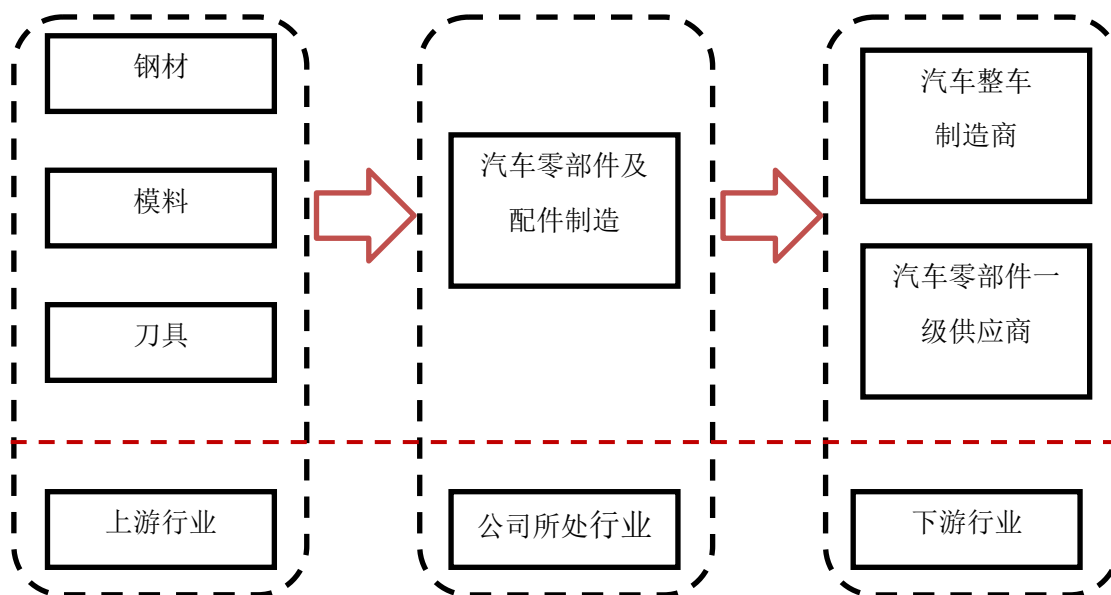 钢材
模料
刀具
上游行业
汽车零部件及
配件制造
公司所处行业
汽车整车
制造商
汽车零部件一
级供应商
下游行业